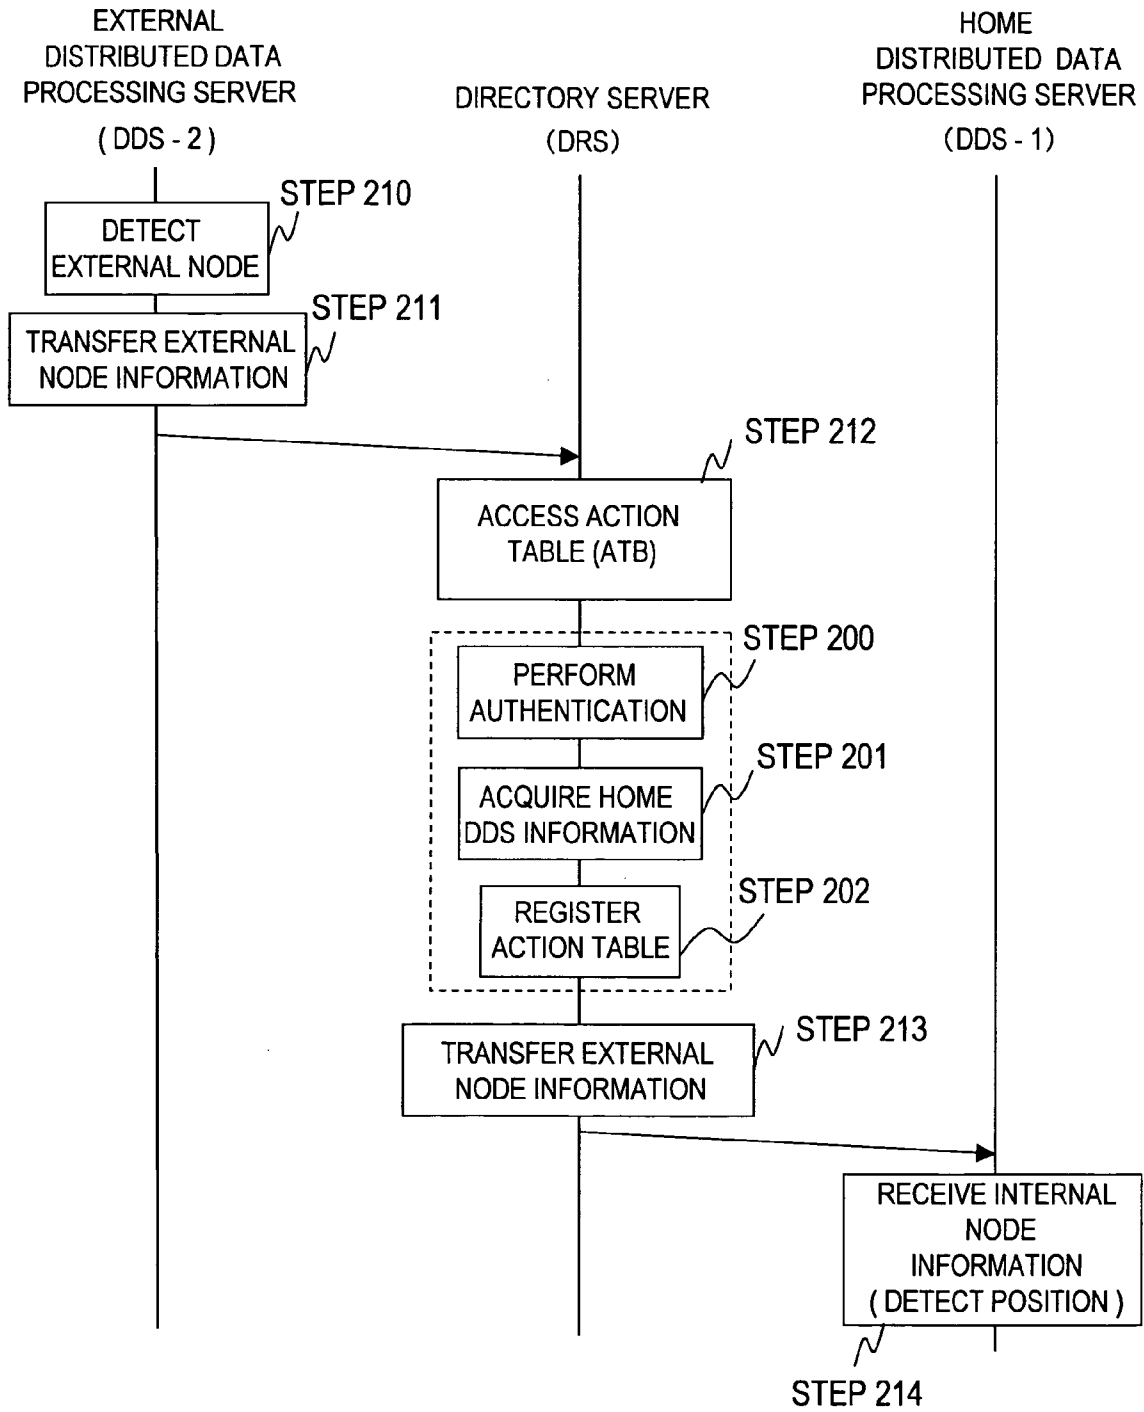 EXTERNAL
DISTRIBUTED DATA
PROCESSING SERVER
( DDS - 2 )
DIRECTORY SERVER
(DRS)
HOME
DISTRIBUTED DATA
PROCESSING SERVER
(DDS - 1)
STEP 210
DETECT
EXTERNAL NODE
STEP 211
TRANSFER EXTERNAL
NODE INFORMATION
STEP 212
ACCESS ACTION
TABLE (ATB)
STEP 200
PERFORM
AUTHENTICATION
STEP 201
ACQUIRE HOME
DDS INFORMATION
STEP 202
REGISTER
ACTION TABLE
STEP 213
TRANSFER EXTERNAL
NODE INFORMATION
RECEIVE INTERNAL
NODE
INFORMATION
( DETECT POSITION )
STEP 214